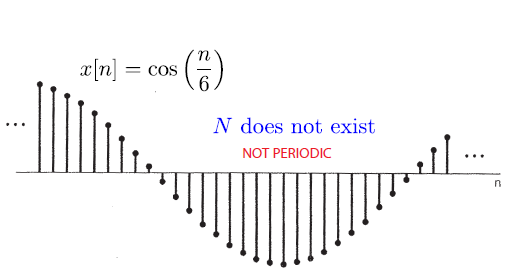 x[n] = cos(n/6)
... N does not exist
NOT PERIODIC
...
n